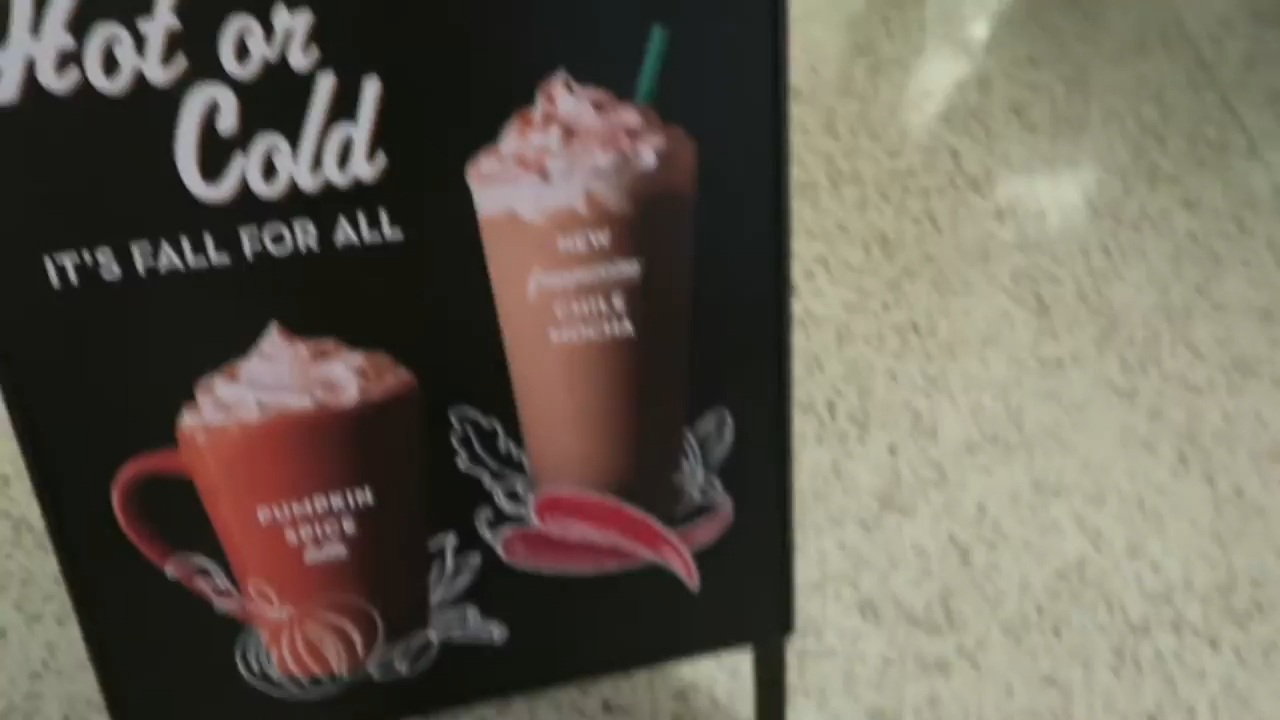 Hot or
Cold
IT'S FALL FOR ALL
NEW
CHILE
MOCHA
PUMPKIN
SPICE